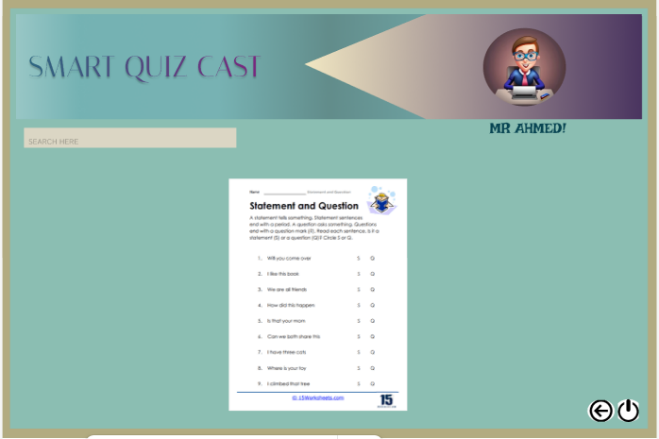 SMART QUIZ CAST
MR AHMED!
SEARCH HERE
Name Statement and Question
Statement and Question
A statement tells something. Statement sentences
end with a period. A question asks something. Questions
end with a question mark (?). Read each sentence. Is it a
statement (S) or a question (Q)? Circle S or Q.
1. Will you come over S Q
2. I like this book S Q
3. We are all friends S Q
4. How did this happen S Q
5. Is that your mom S Q
6. Can we both share this S Q
7. I have three cats S Q
8. Where is your toy S Q
9. I climbed that tree S Q
© 15Worksheets.com
15